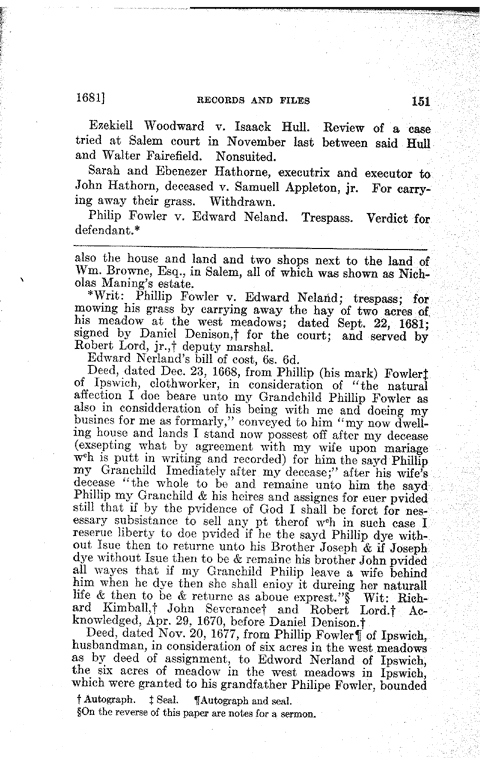 1681] RECORDS AND FILES 151
Ezekiell Woodward v. Isaack Hull. Review of a case
tried at Salem court in November last between said Hull
and Walter Fairefield. Nonsuited.
Sarah and Ebenezer Hathorne, executrix and executor to
John Hathorn, deceased v. Samuell Appleton, jr. For carry-
ing away their grass. Withdrawn.
Philip Fowler v. Edward Neland. Trespass. Verdict for
defendant.*
also the house and land and two shops next to the land of
Wm. Browne, Esq., in Salem, all of which was shown as Nich-
olas Maning's estate.
*Writ: Phillip Fowler v. Edward Neland; trespass; for
mowing his grass by carrying away the hay of two acres of
his meadow at the west meadows; dated Sept. 22, 1681;
signed by Daniel Denison,† for the court; and served by
Robert Lord, jr.,† deputy marshal.
Edward Nerland's bill of cost, 6s. 6d.
Deed, dated Dec. 23, 1668, from Phillip (his mark) Fowler‡
of Ipswich, clothworker, in consideration of "the natural
affection I doe beare unto my Grandchild Phillip Fowler as
also in considderation of his being with me and doeing my
busines for me as formarly," conveyed to him "my now dwell-
ing house and lands I stand now possest off after my decease
(exsepting what by agreement with my wife upon mariage
wᶜh is putt in writing and recorded) for him the sayd Phillip
my Granchild Imediately after my deccase;" after his wife's
decease "the whole to be and remaine unto him the sayd
Phillip my Granchild & his heires and assignes for euer pvided
still that if by the pvidence of God I shall be forct for nes-
essary subsistance to sell any pt therof wᶜh in such case I
reserue liberty to doe pvided if he the sayd Phillip dye with-
out Isue then to returne unto his Brother Joseph & if Joseph
dye without Isue then to be & remaine his brother John pvided
all wayes that if my Granchild Philip leave a wife behind
him when he dye then she shall enioy it dureing her naturall
life & then to be & returne as aboue exprest."§ Wit: Rich-
ard Kimball,† John Severance† and Robert Lord.† Ac-
knowledged, Apr. 29, 1670, before Daniel Denison.†
Deed, dated Nov. 20, 1677, from Phillip Fowler¶ of Ipswich,
husbandman, in consideration of six acres in the west meadows
as by deed of assignment, to Edword Nerland of Ipswich,
the six acres of meadow in the west meadows in Ipswich,
which were granted to his grandfather Philipe Fowler, bounded
† Autograph. ‡ Seal. ¶Autograph and seal.
§On the reverse of this paper are notes for a sermon.